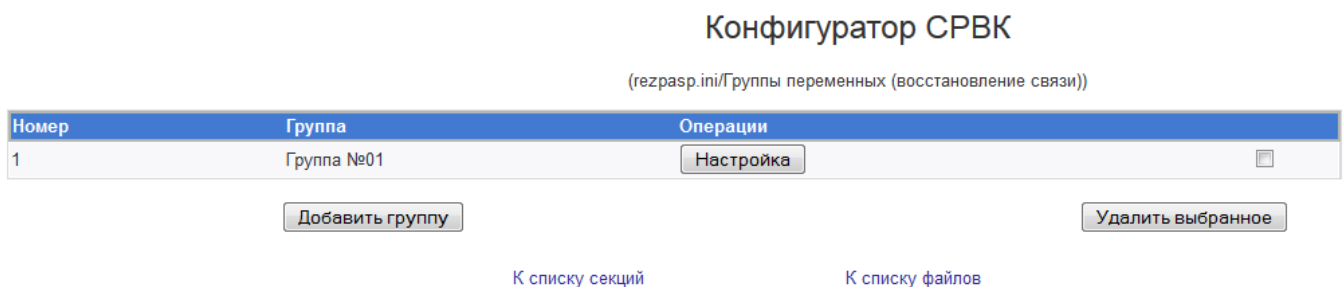 Конфигуратор СРВК
(rezpasp.ini/Группы переменных (восстановление связи))
Номер Группа Операции
1 Группа №01 Настройка
Добавить группу Удалить выбранное
К списку секций К списку файлов